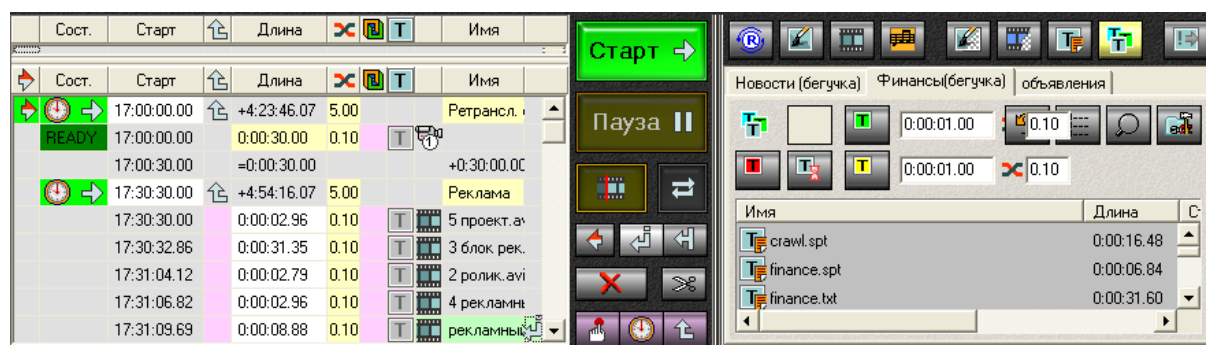 Сост. Старт Длина T Имя
Сост. Старт Длина T Имя
17:00:00.00 +4:23:46.07 5.00 Ретрансл.
READY 17:00:00.00 0:00:30.00 0.10 T 1
17:00:30.00 =0:00:30.00 +0:30:00.00
17:30:30.00 +4:54:16.07 5.00 Реклама
17:30:30.00 0:00:02.96 0.10 T 5 проект.av
17:30:32.86 0:00:31.35 0.10 T 3 блок рек.
17:31:04.12 0:00:02.79 0.10 T 2 ролик.avi
17:31:06.82 0:00:02.96 0.10 T 4 рекламн
17:31:09.69 0:00:08.88 0.10 T рекламный
Старт
Пауза
R T T T
Новости (бегучка) Финансы(бегучка) объявления
T T T 0:00:01.00 0.10 edt
T T T 0:00:01.00 0.10
Имя Длина С
T crawl.spt 0:00:16.48
T finance.spt 0:00:06.84
T finance.txt 0:00:31.60